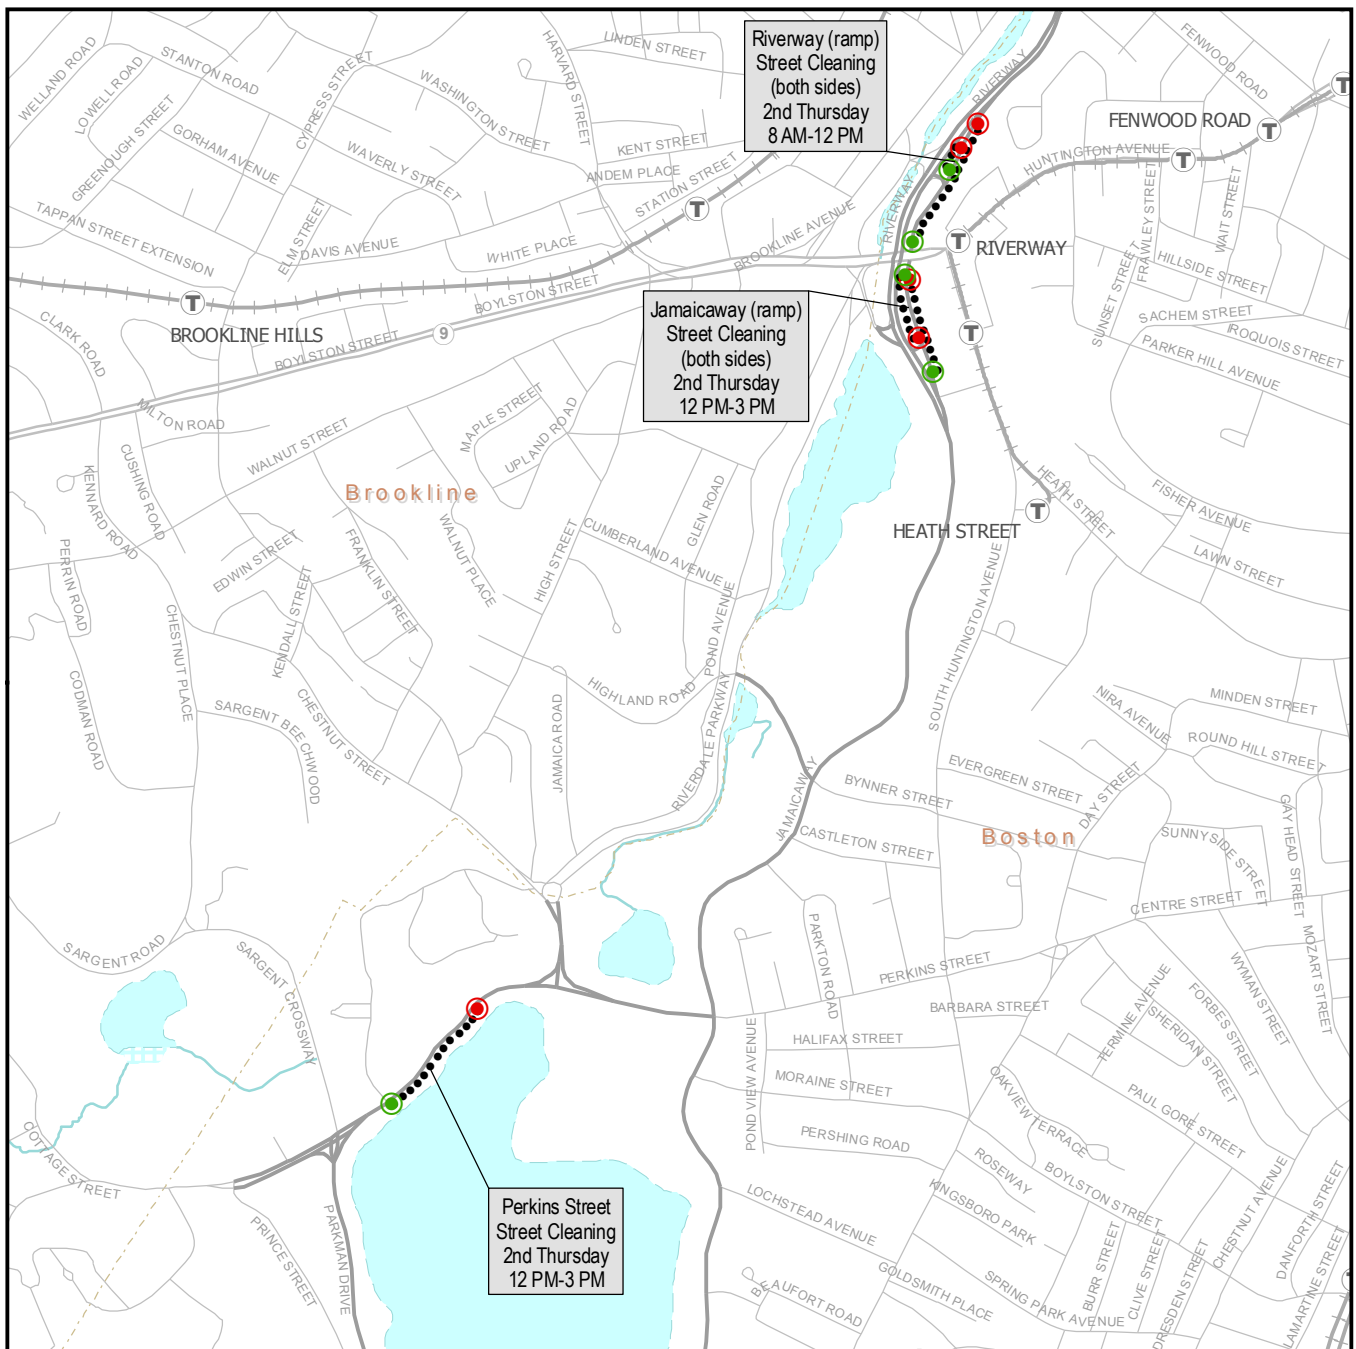 Riverway (ramp)
Street Cleaning
(both sides)
2nd Thursday
8 AM-12 PM
Jamaicaway (ramp)
Street Cleaning
(both sides)
2nd Thursday
12 PM-3 PM
Perkins Street
Street Cleaning
2nd Thursday
12 PM-3 PM
WELLAND ROAD
LOWELL ROAD
STANTON ROAD
GREENOUGH STREET
GORHAM AVENUE
CYPRESS STREET
WASHINGTON STREET
WAVERLY STREET
HARVARD STREET
LINDEN STREET
KENT STREET
ANDEM PLACE
STATION STREET
T
TAPPAN STREET EXTENSION
ELM STREET
DAVIS AVENUE
WHITE PLACE
BROOKLINE AVENUE
BOYLSTON STREET
T
BROOKLINE HILLS
BOYLSTON STREET
9
CLARK ROAD
MILTON ROAD
RIVERWAY
RIVERWAY
FENWOOD ROAD
FENWOOD ROAD
T
T
T
HUNTINGTON AVENUE
T
RIVERWAY
T
FRAWLEY STREET
WAIT STREET
SUNSET STREET
HILLSIDE STREET
SACHEM STREET
IROQUOIS STREET
PARKER HILL AVENUE
CUSHING ROAD
KENNARD ROAD
WALNUT STREET
MAPLE STREET
UPLAND ROAD
Brookline
GLEN ROAD
CUMBERLAND AVENUE
WALNUT PLACE
HIGH STREET
FRANKLIN STREET
EDWIN STREET
KENDALL STREET
PERRIN ROAD
CHESTNUT PLACE
CODMAN ROAD
SARGENT BEECHWOOD
CHESTNUT STREET
JAMAICA ROAD
HIGHLAND ROAD
POND AVENUE
RIVERDALE PARKWAY
HEATH STREET
T
HEATH STREET
FISHER AVENUE
LAWN STREET
SOUTH HUNTINGTON AVENUE
NIRA AVENUE
MINDEN STREET
ROUND HILL STREET
EVERGREEN STREET
DAY STREET
BYNNER STREET
JAMAICAWAY
CASTLETON STREET
Boston
SUNNYSIDE STREET
GAY HEAD STREET
CENTRE STREET
MOZART STREET
WYMAN STREET
FORBES STREET
PARKTON ROAD
PERKINS STREET
BARBARA STREET
TERMINE AVENUE
SHERIDAN STREET
HALIFAX STREET
POND VIEW AVENUE
MORAINE STREET
OAKVIEW TERRACE
PAUL GORE STREET
PERSHING ROAD
ROSEWAY
BOYLSTON STREET
KINGSBORO PARK
LOCHSTEAD AVENUE
GOLDSMITH PLACE
SPRING PARK AVENUE
BEAUFORT ROAD
BURR STREET
CLIVE STREET
DRESDEN STREET
CHESTNUT AVENUE
DANFORTH STREET
LAMARTINE STREET
SARGENT ROAD
SARGENT CROSSWAY
COTTAGE STREET
PRINCE STREET
PARKMAN DRIVE